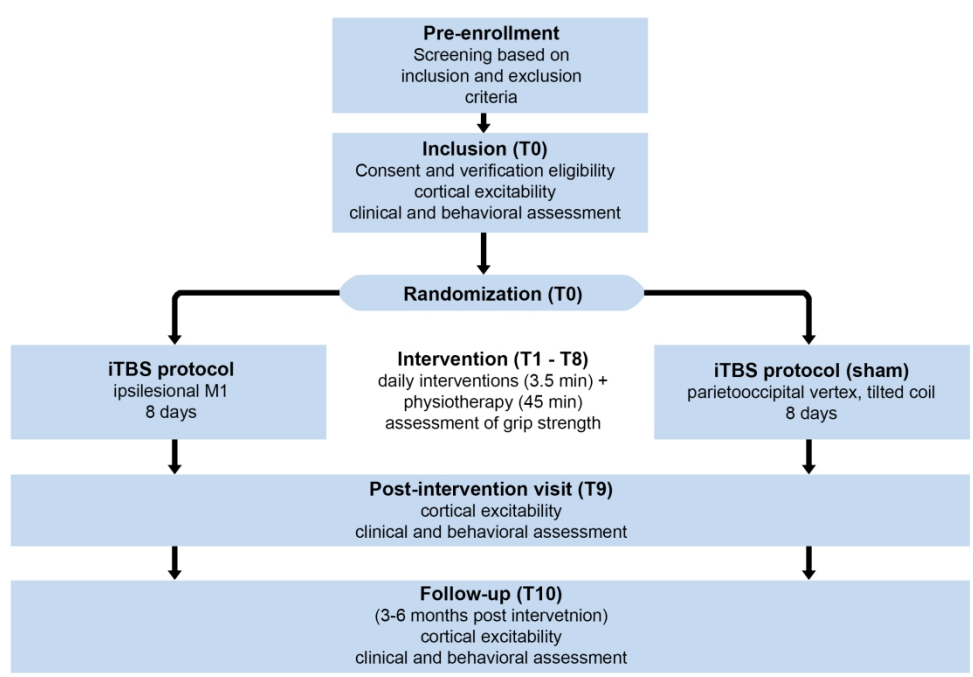 Pre-enrollment
Screening based on
inclusion and exclusion
criteria
Inclusion (T0)
Consent and verification eligibility
cortical excitability
clinical and behavioral assessment
Randomization (T0)
iTBS protocol
ipsilesional M1
8 days
Intervention (T1 - T8)
daily interventions (3.5 min) +
physiotherapy (45 min)
assessment of grip strength
iTBS protocol (sham)
parietooccipital vertex, tilted coil
8 days
Post-intervention visit (T9)
cortical excitability
clinical and behavioral assessment
Follow-up (T10)
(3-6 months post intervetnion)
cortical excitability
clinical and behavioral assessment